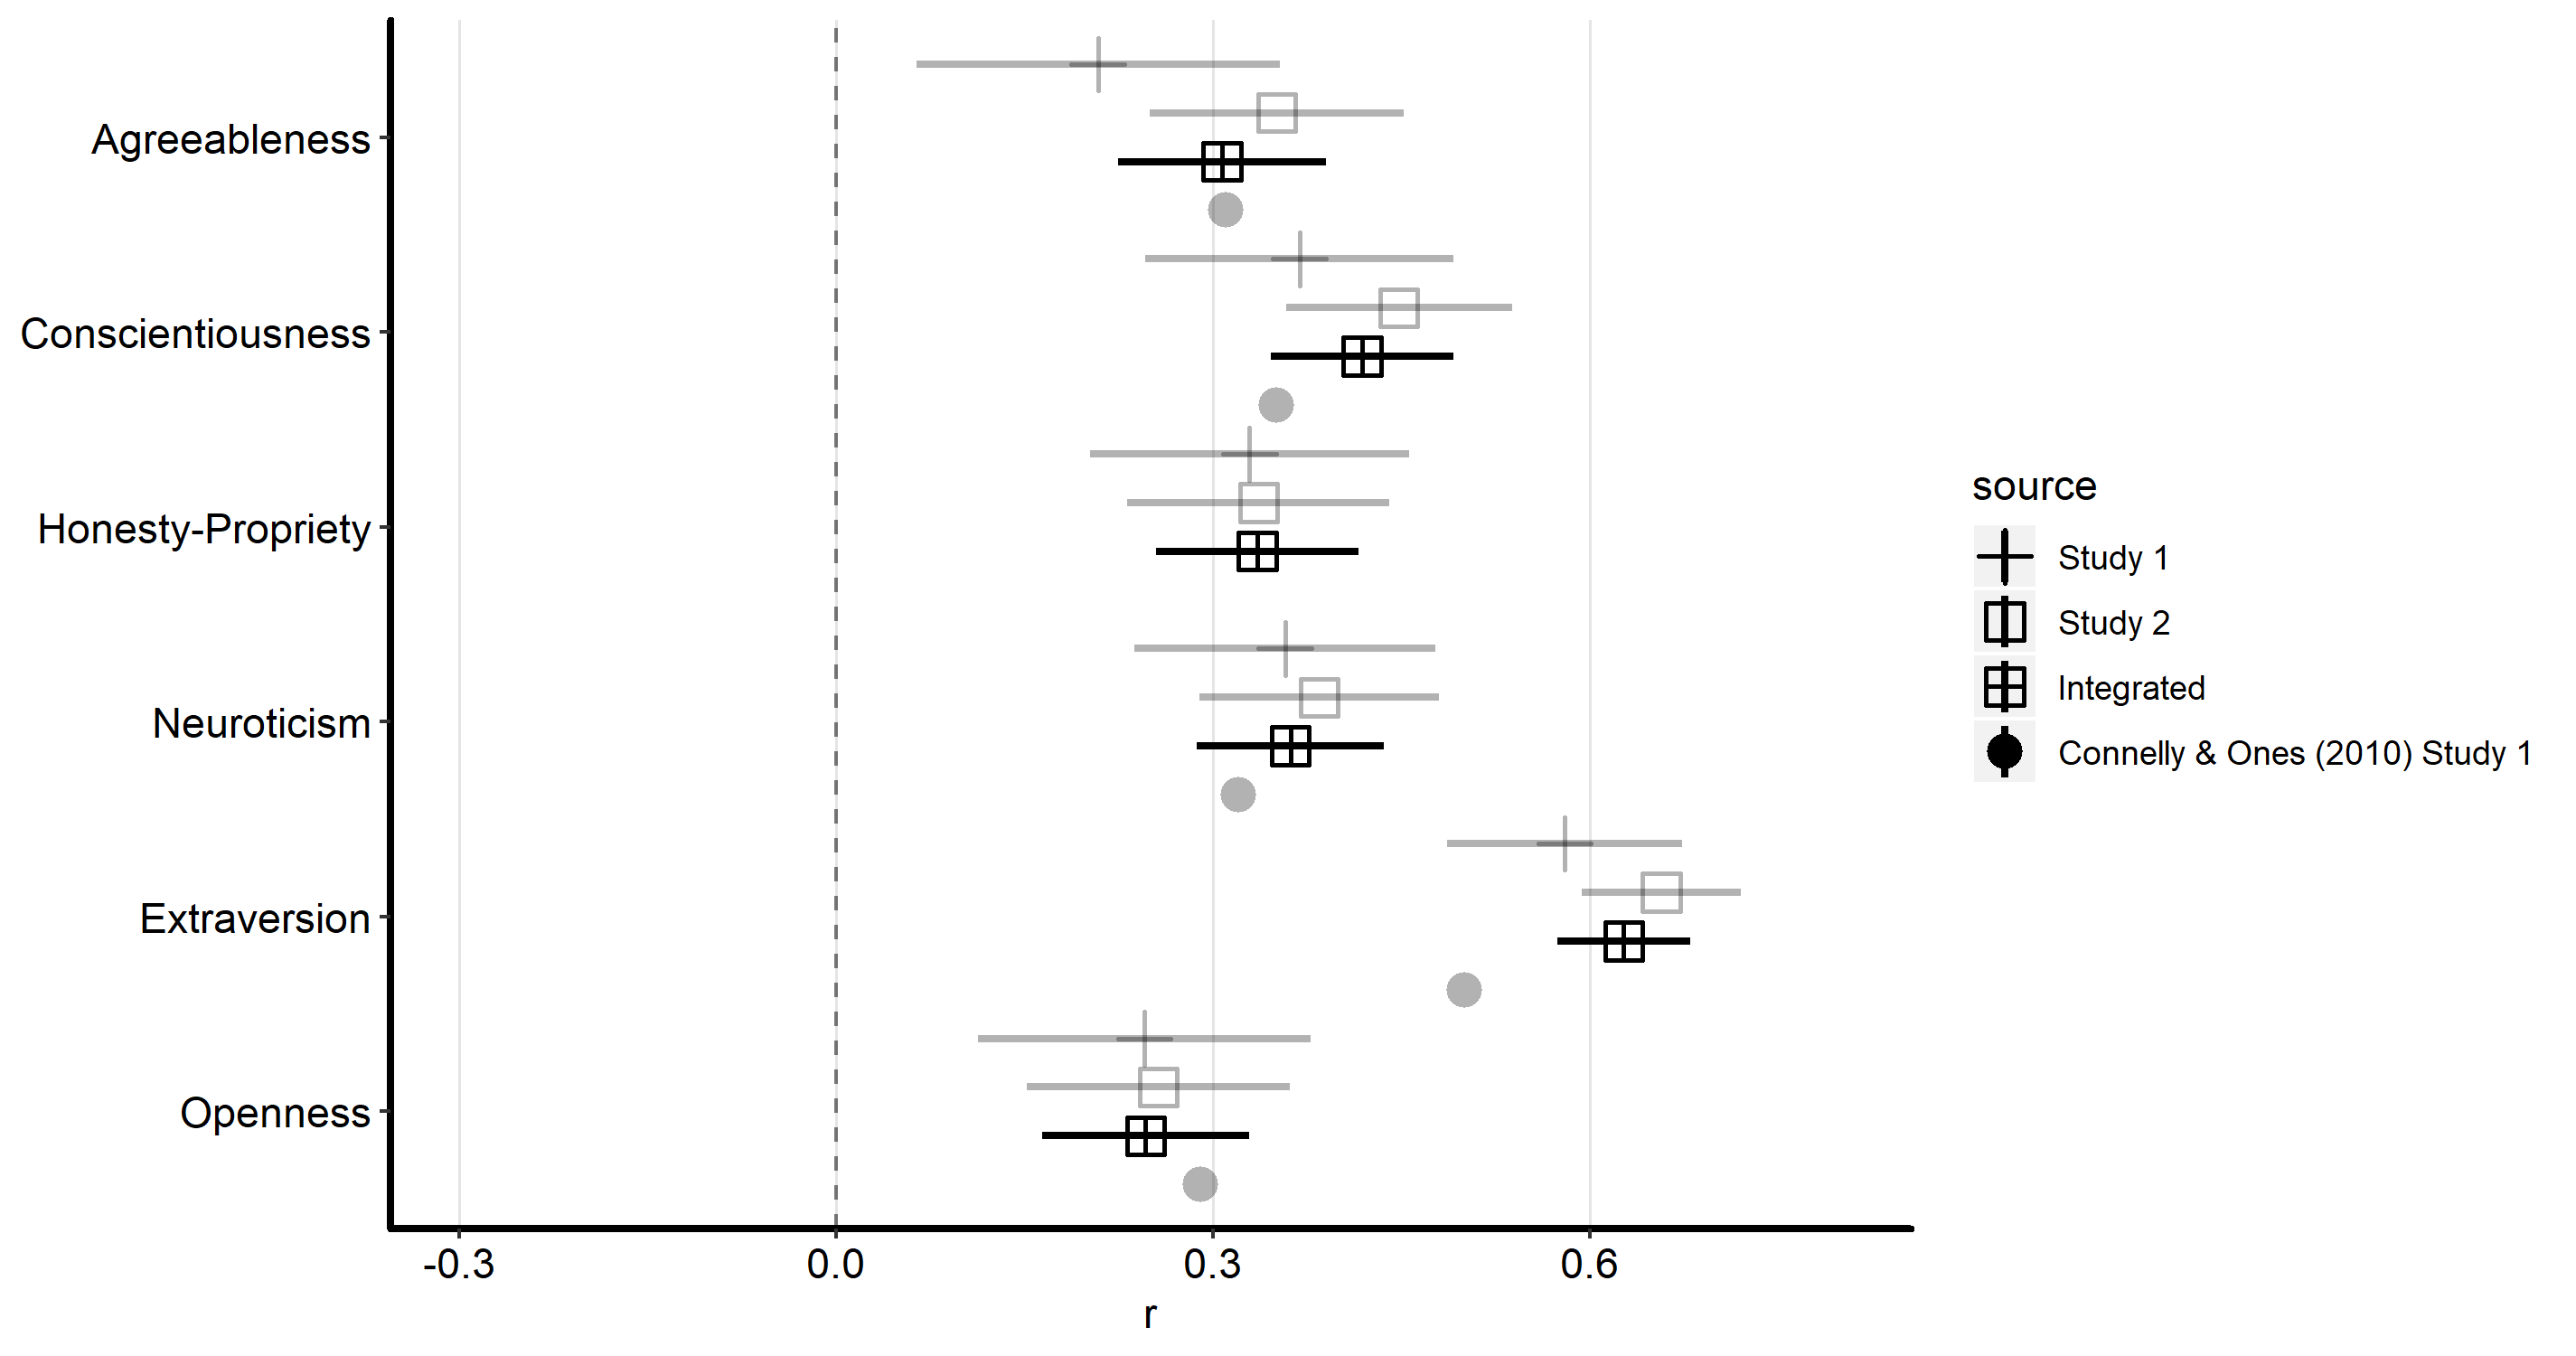 Agreeableness
Conscientiousness
Honesty-Propriety
Neuroticism
Extraversion
Openness
-0.3
0.0
0.3
0.6
r
source
Study 1
Study 2
Integrated
Connelly & Ones (2010) Study 1